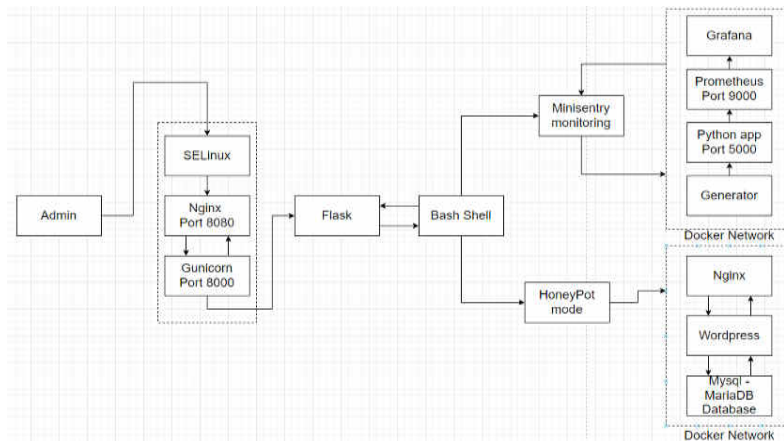 Grafana
Prometheus
Port 9000
Minisentry
monitoring
Python app
Port 5000
SELinux
Generator
Admin
Nginx
Port 8080
Flask
Bash Shell
Docker Network
Gunicorn
Port 8000
Nginx
HoneyPot
mode
Wordpress
Mysql -
MariaDB
Database
Docker Network